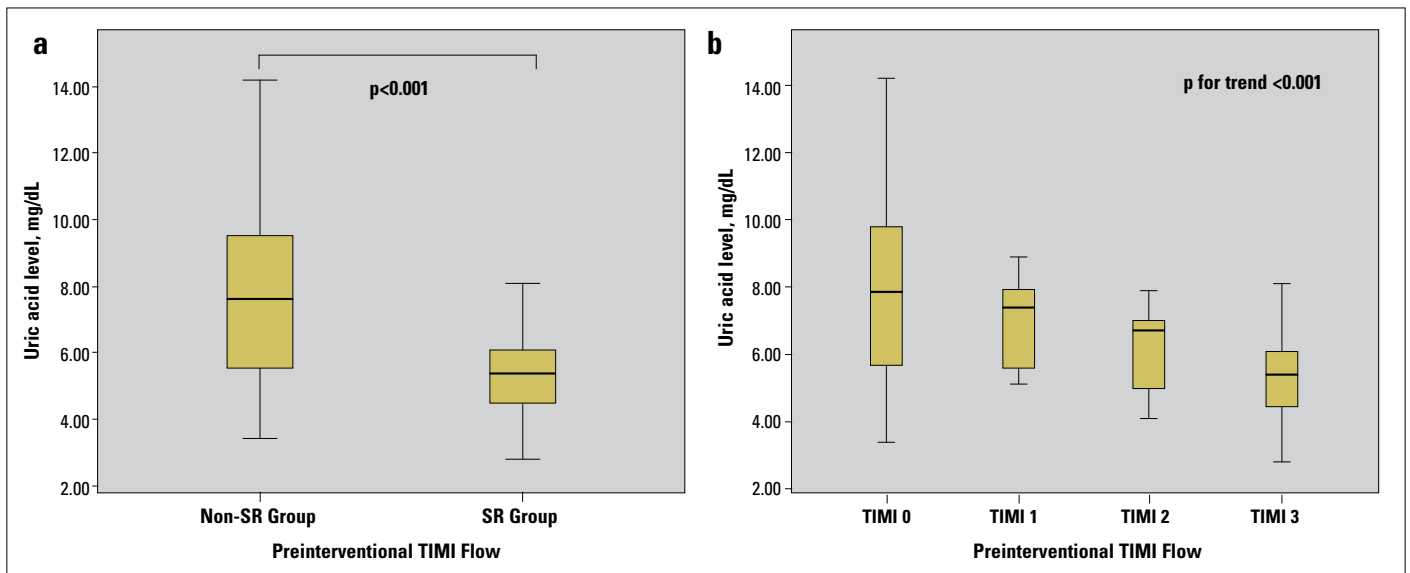 a
p<0.001
14.00
12.00
10.00
8.00
6.00
4.00
2.00
Uric acid level, mg/dL
Non-SR Group
SR Group
Preinterventional TIMI Flow
b
p for trend <0.001
14.00
12.00
10.00
8.00
6.00
4.00
2.00
Uric acid level, mg/dL
TIMI 0
TIMI 1
TIMI 2
TIMI 3
Preinterventional TIMI Flow